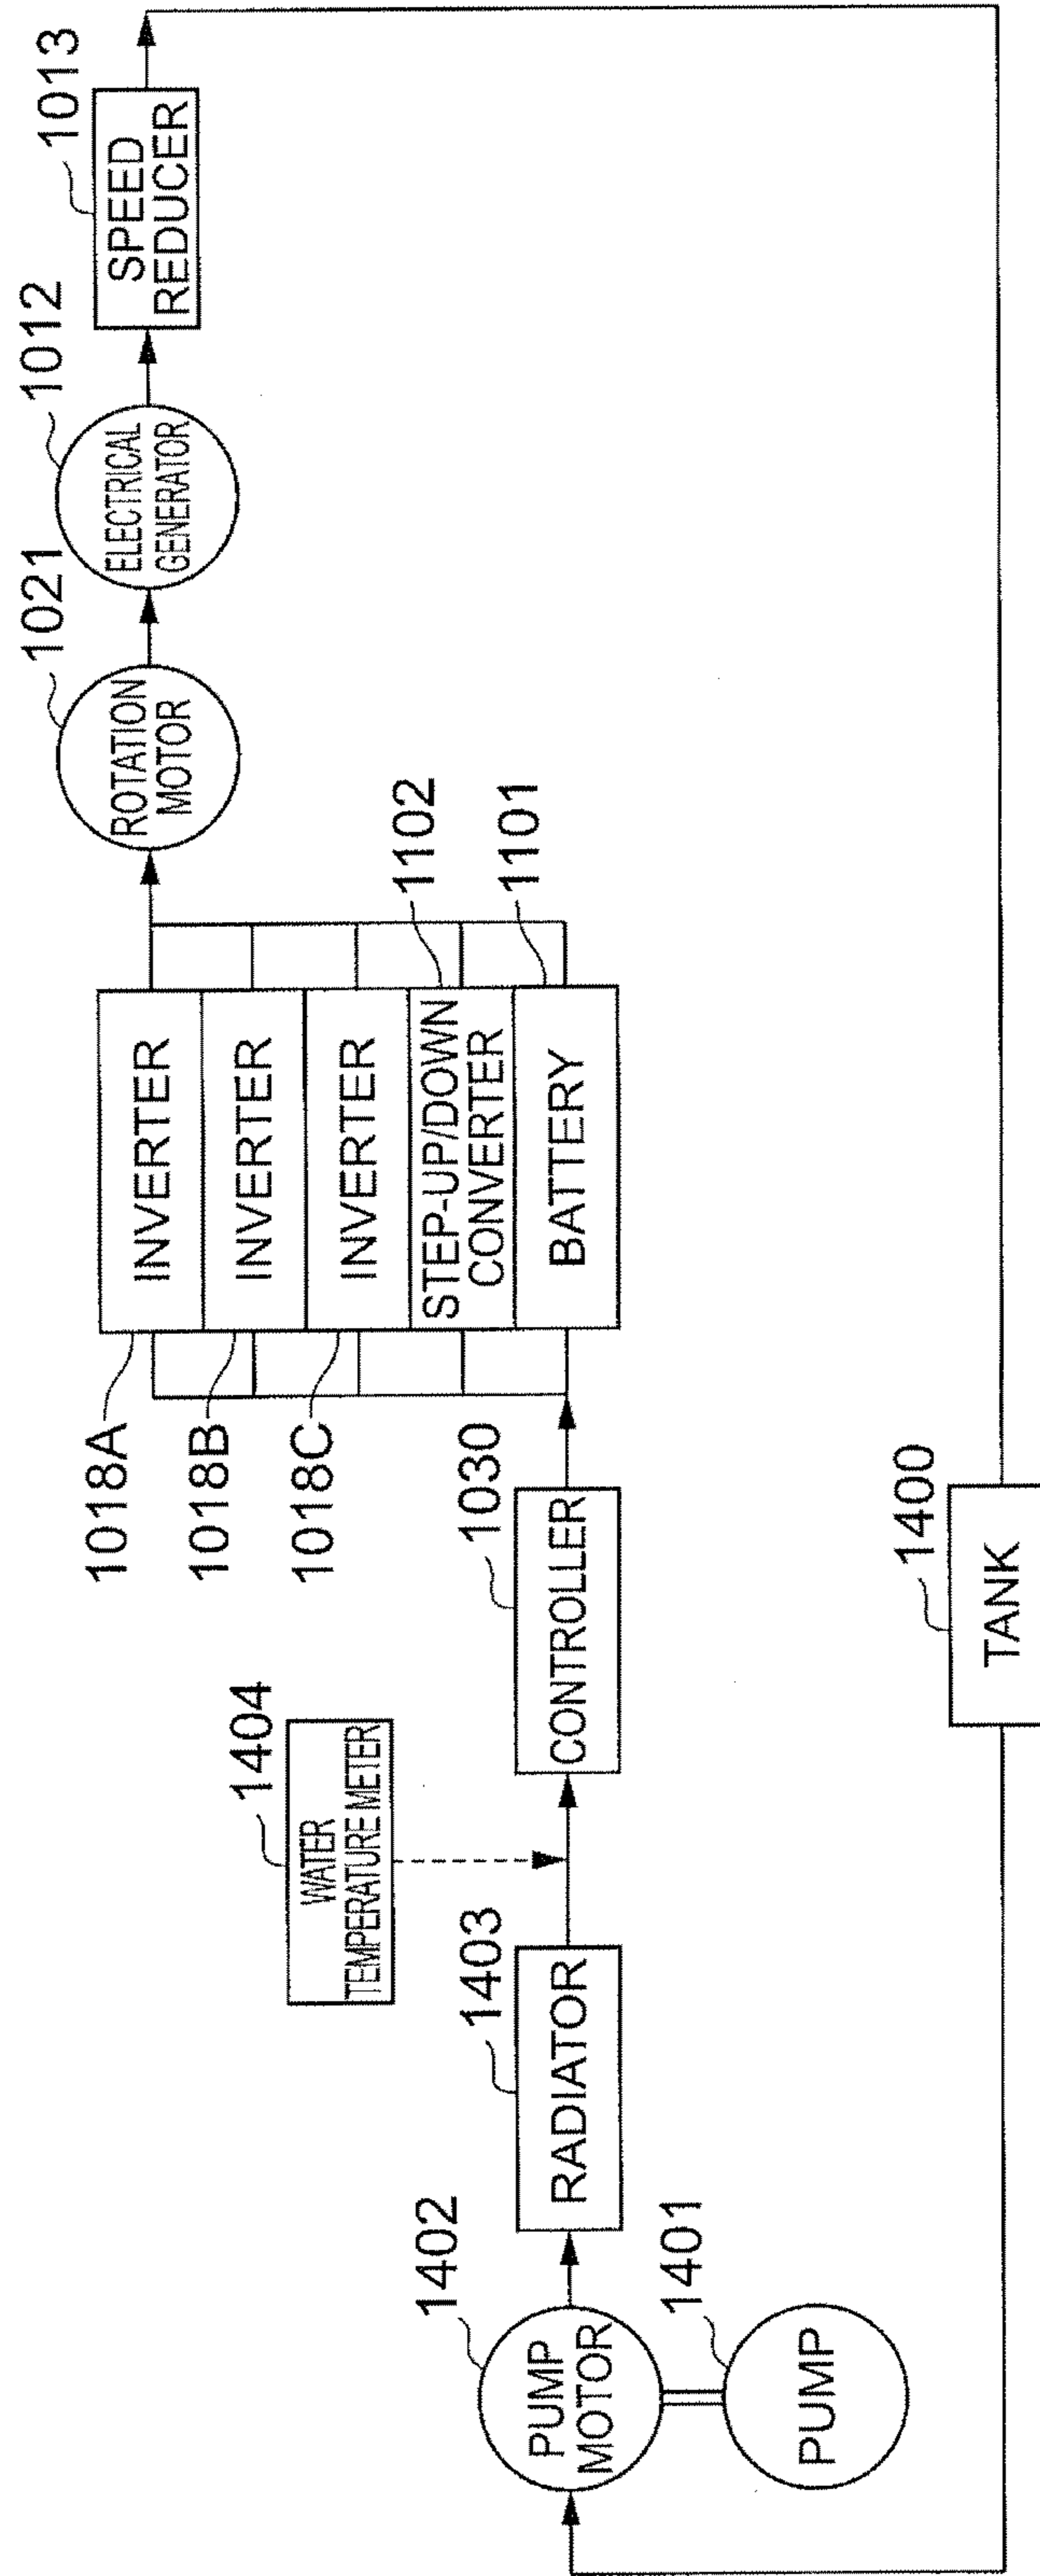 1018A
INVERTER
1018B
INVERTER
1018C
INVERTER
STEP-UP/DOWN
CONVERTER
1102
BATTERY
1101
1021
ROTATION
MOTOR
1012
ELECTRICAL
GENERATOR
1013
SPEED
REDUCER
1404
WATER
TEMPERATURE METER
1402
PUMP
MOTOR
1403
RADIATOR
1030
CONTROLLER
1401
PUMP
1400
TANK